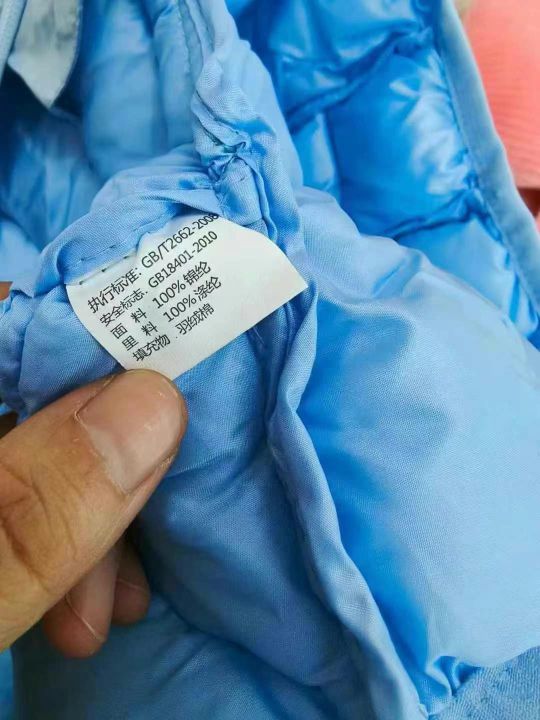 执行标准: GB/T2662-2008
安全标志: GB18401-2010
面 料 100% 锦纶
里 料 100% 涤纶
填充物: 羽绒棉